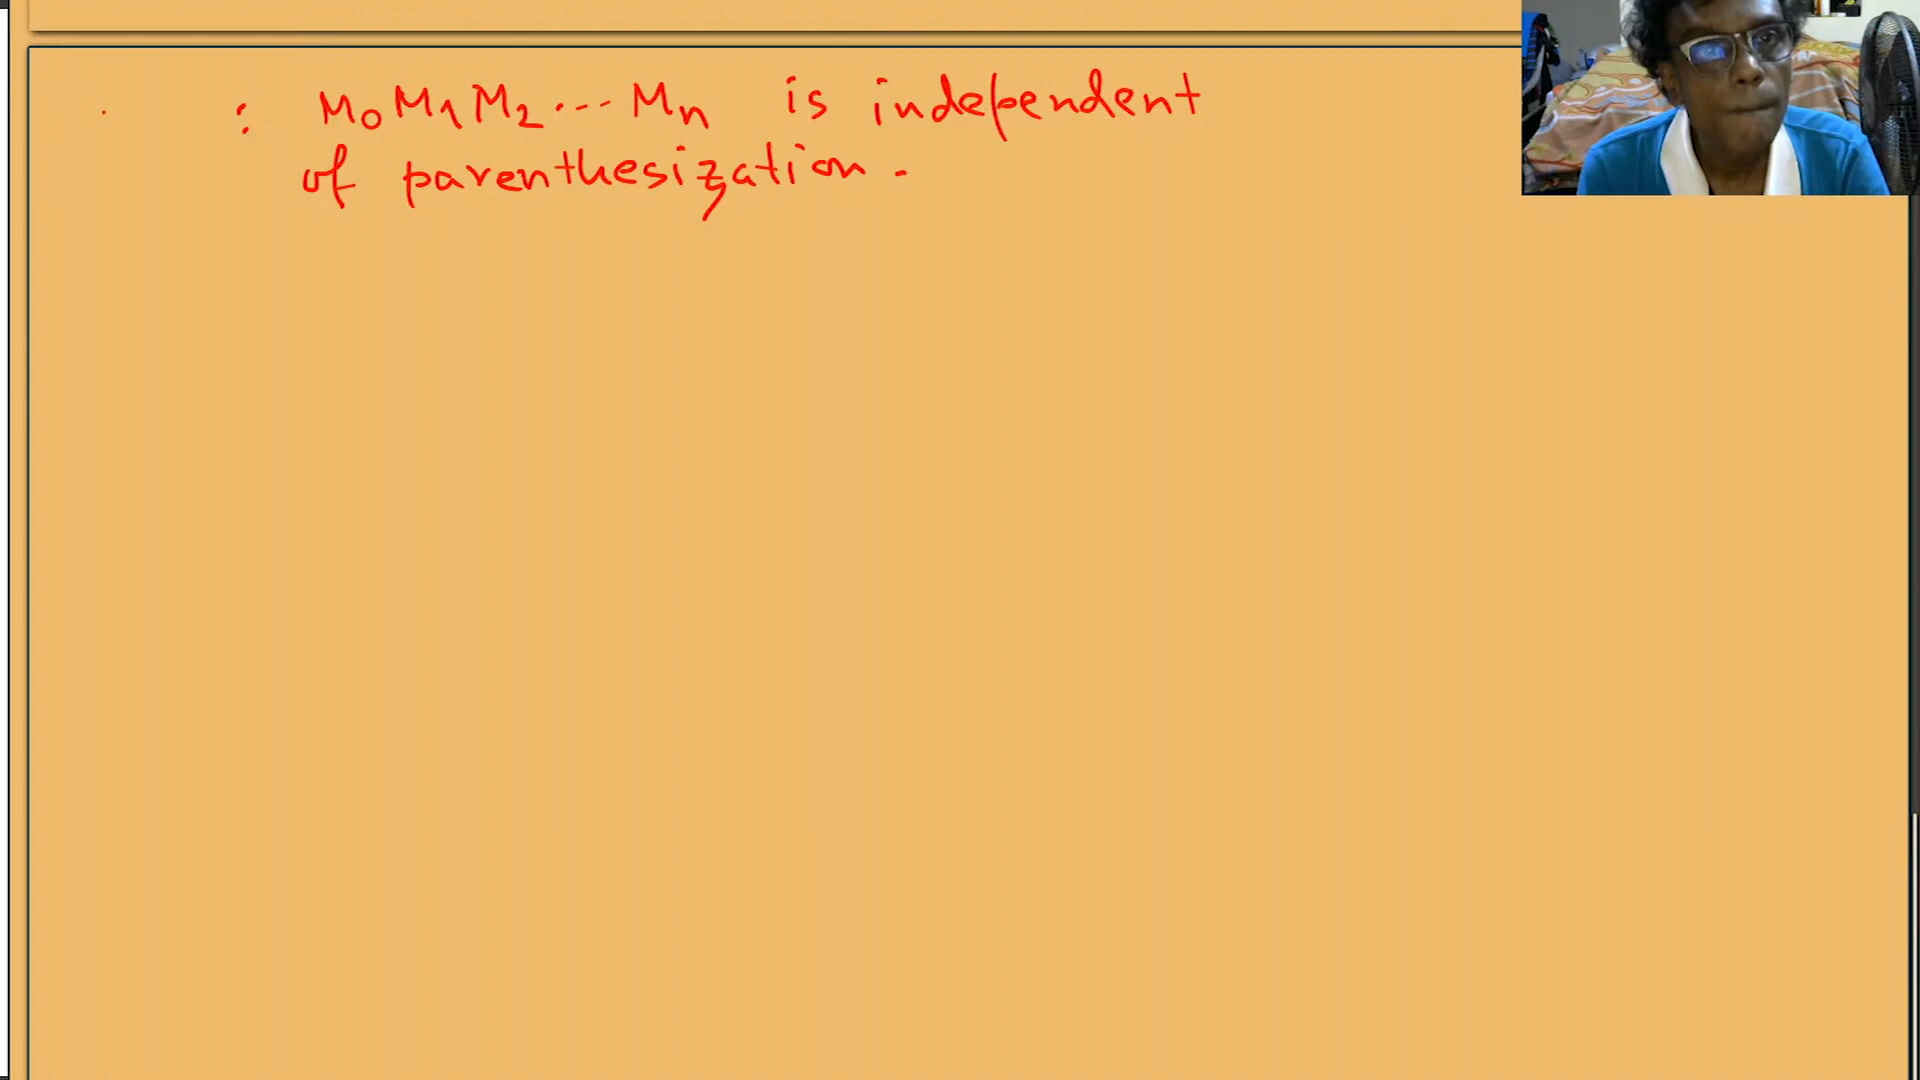 : M₀M₁M₂ --- Mₙ is independent
of parenthesization.